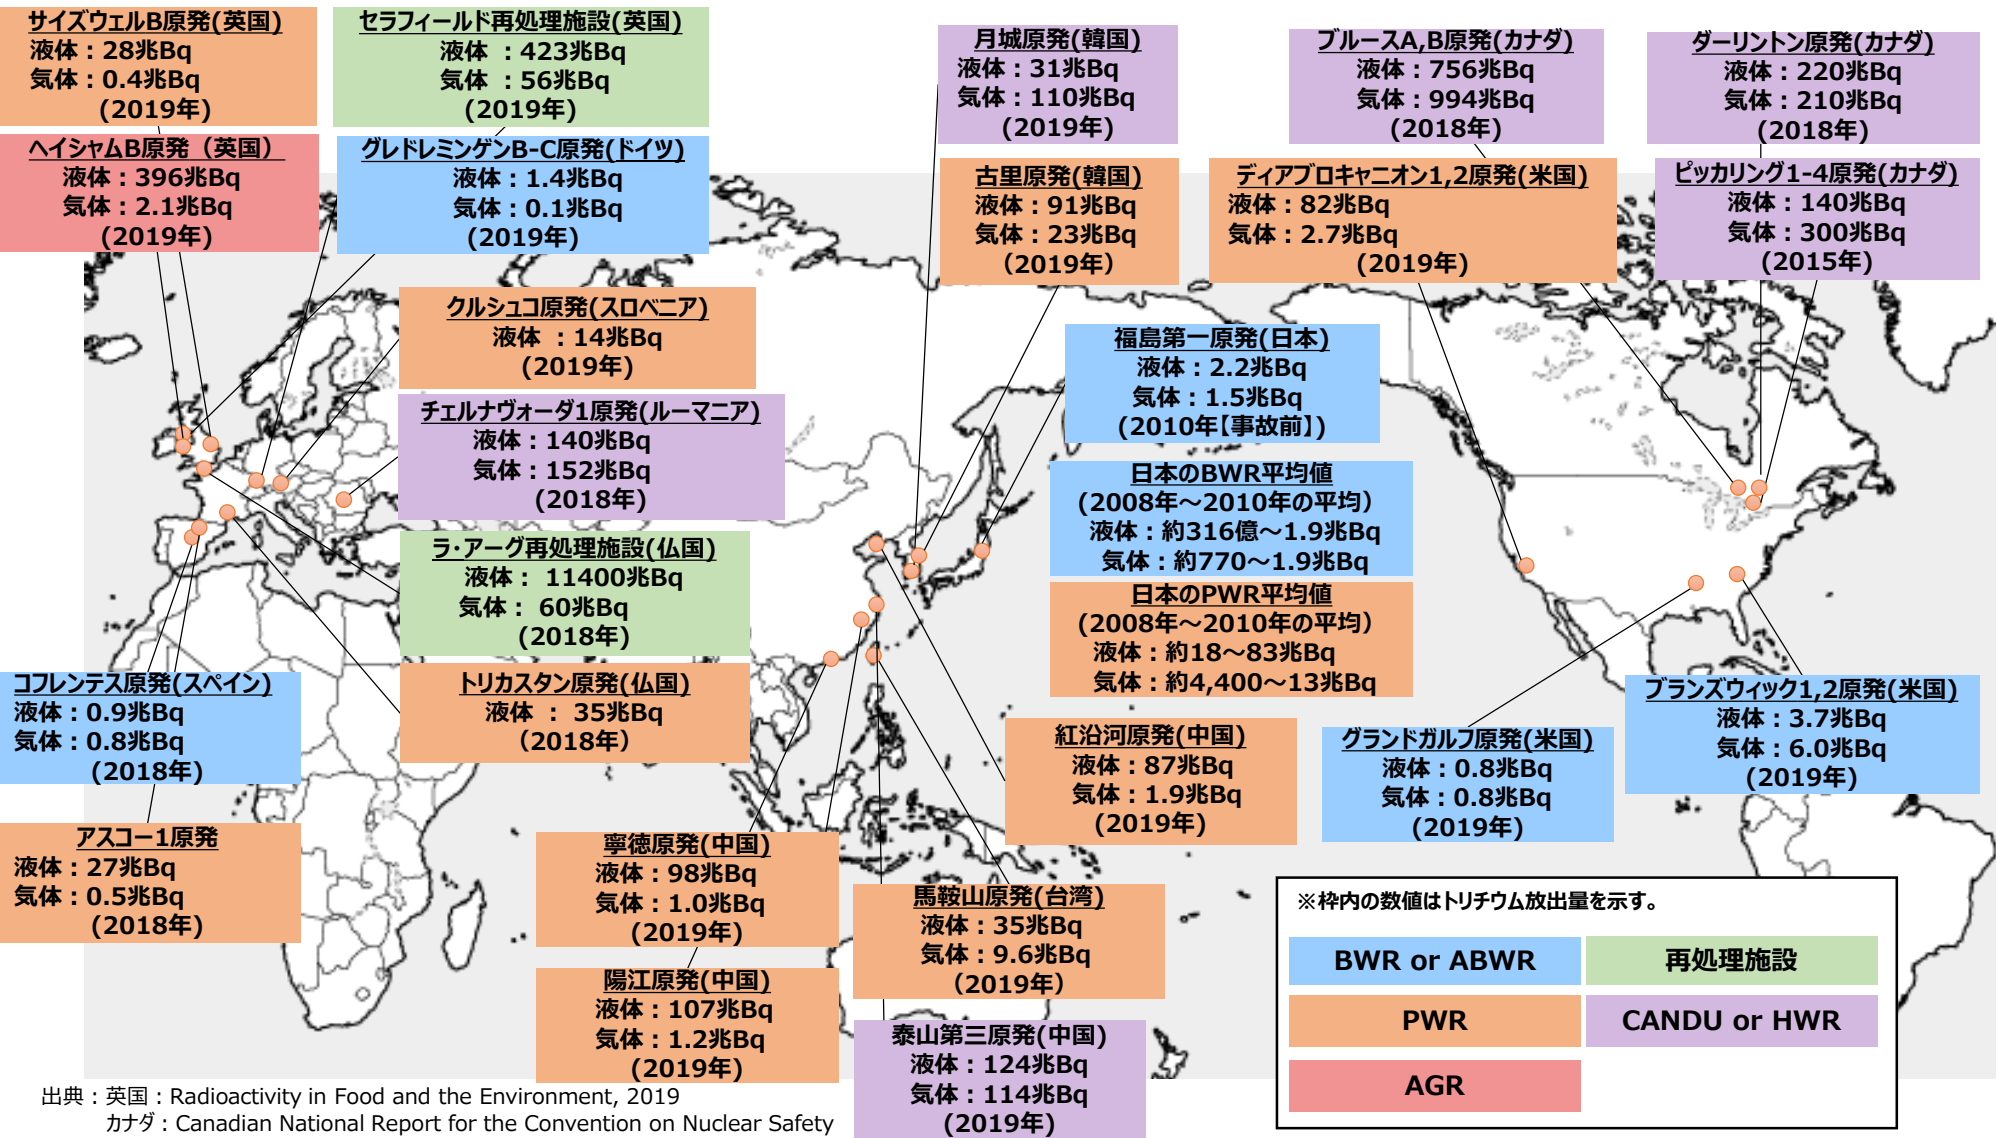 サイズウェルB原発(英国)
液体：28兆Bq
気体：0.4兆Bq
(2019年)
セラフィールド再処理施設(英国)
液体 ：423兆Bq
気体 ：56兆Bq
(2019年)
月城原発(韓国)
液体：31兆Bq
気体：110兆Bq
(2019年)
ブルースA,B原発(カナダ)
液体：756兆Bq
気体：994兆Bq
(2018年)
ダーリントン原発(カナダ)
液体：220兆Bq
気体：210兆Bq
(2018年)
ヘイシャムB原発（英国）
液体：396兆Bq
気体：2.1兆Bq
(2019年)
グレドレミンゲンB-C原発(ドイツ)
液体：1.4兆Bq
気体：0.1兆Bq
(2019年)
古里原発(韓国)
液体：91兆Bq
気体：23兆Bq
（2019年）
ディアブロキャニオン1,2原発(米国)
液体：82兆Bq
気体：2.7兆Bq
(2019年)
ピッカリング1-4原発(カナダ)
液体：140兆Bq
気体：300兆Bq
(2015年)
クルシュコ原発(スロベニア)
液体 ：14兆Bq
(2019年)
福島第一原発(日本)
液体：2.2兆Bq
気体：1.5兆Bq
(2010年【事故前】)
チェルナヴォーダ1原発(ルーマニア)
液体：140兆Bq
気体：152兆Bq
(2018年)
日本のBWR平均値
(2008年～2010年の平均）
液体：約316億～1.9兆Bq
気体：約770～1.9兆Bq
ラ・アーグ再処理施設(仏国)
液体： 11400兆Bq
気体： 60兆Bq
(2018年)
日本のPWR平均値
(2008年～2010年の平均）
液体：約18～83兆Bq
気体：約4,400～13兆Bq
コフレンテス原発(スペイン)
液体：0.9兆Bq
気体：0.8兆Bq
(2018年)
トリカスタン原発(仏国)
液体 ： 35兆Bq
（2018年）
紅沿河原発(中国)
液体：87兆Bq
気体：1.9兆Bq
(2019年)
グランドガルフ原発(米国)
液体：0.8兆Bq
気体：0.8兆Bq
(2019年)
ブランズウィック1,2原発(米国)
液体：3.7兆Bq
気体：6.0兆Bq
(2019年)
アスコー1原発
液体：27兆Bq
気体：0.5兆Bq
(2018年)
寧徳原発(中国)
液体：98兆Bq
気体：1.0兆Bq
(2019年)
馬鞍山原発(台湾)
液体：35兆Bq
気体：9.6兆Bq
（2019年）
陽江原発(中国)
液体：107兆Bq
気体：1.2兆Bq
(2019年)
泰山第三原発(中国)
液体：124兆Bq
気体：114兆Bq
(2019年)
※枠内の数値はトリチウム放出量を示す。
BWR or ABWR
再処理施設
PWR
CANDU or HWR
AGR
出典：英国：Radioactivity in Food and the Environment, 2019
カナダ：Canadian National Report for the Convention on Nuclear Safety